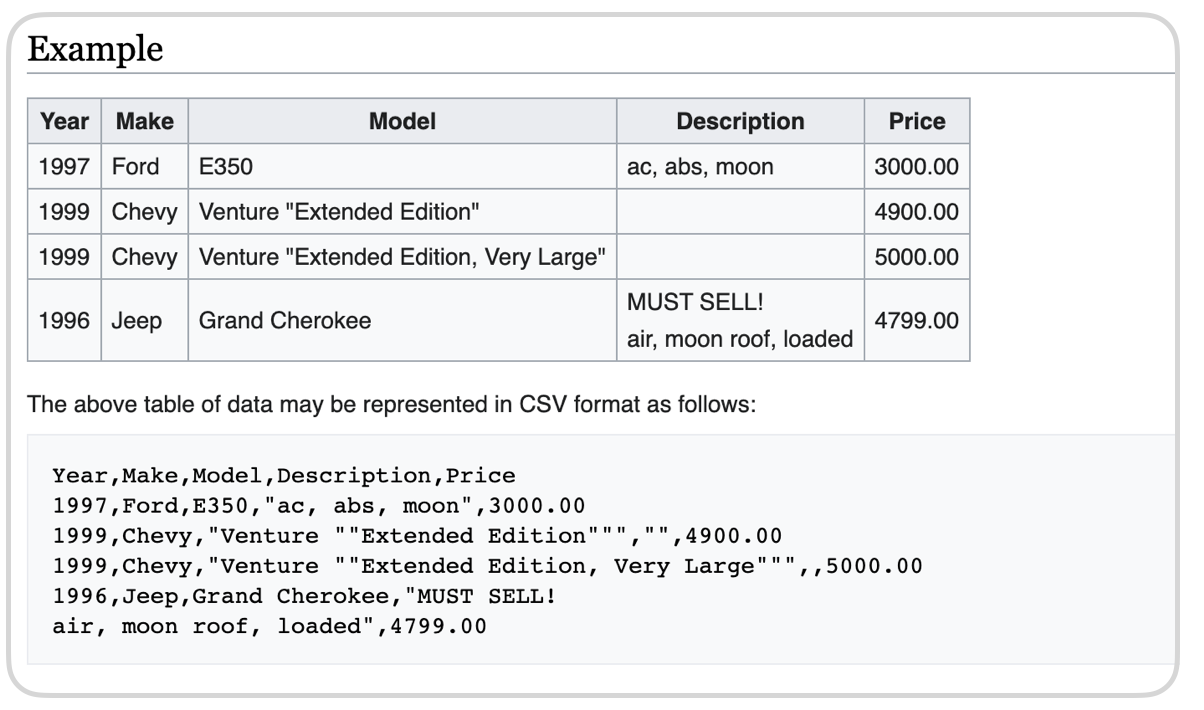 Example
Year Make Model Description Price
1997 Ford E350 ac, abs, moon 3000.00
1999 Chevy Venture "Extended Edition" 4900.00
1999 Chevy Venture "Extended Edition, Very Large" 5000.00
1996 Jeep Grand Cherokee MUST SELL!
air, moon roof, loaded 4799.00
The above table of data may be represented in CSV format as follows:
Year,Make,Model,Description,Price
1997,Ford,E350,"ac, abs, moon",3000.00
1999,Chevy,"Venture ""Extended Edition""","",4900.00
1999,Chevy,"Venture ""Extended Edition, Very Large""",,5000.00
1996,Jeep,Grand Cherokee,"MUST SELL!
air, moon roof, loaded",4799.00